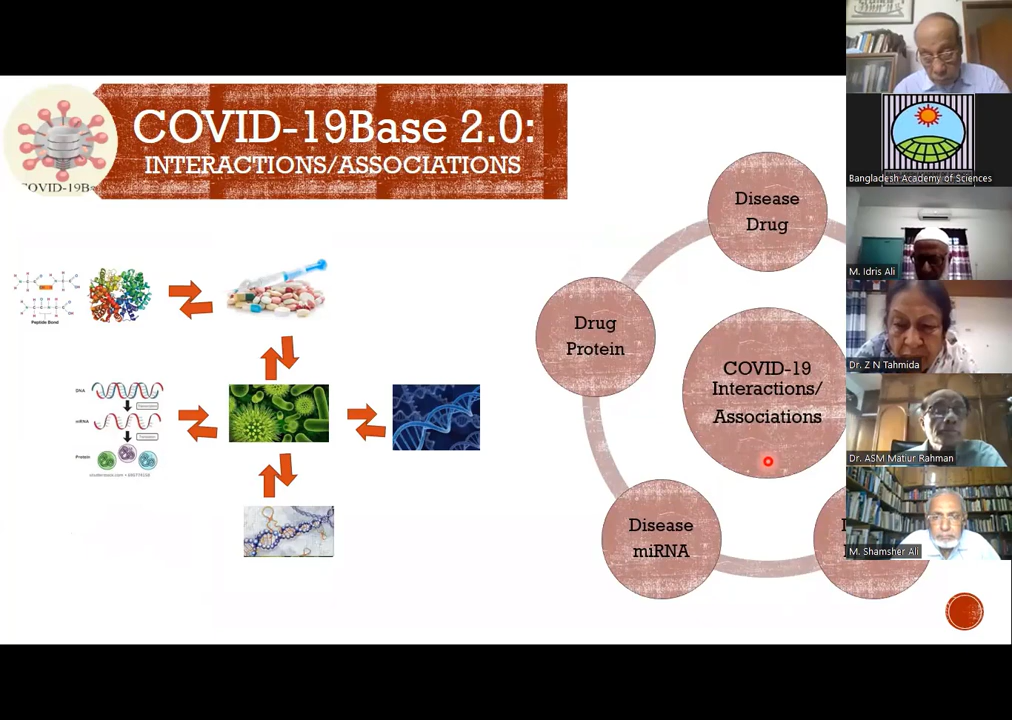 COVID-19Base 2.0:
INTERACTIONS/ASSOCIATIONS
COVID-19Ba
Peptide Bond
DNA
mRNA
Protein
Disease
Drug
Drug
Protein
COVID-19
Interactions/
Associations
Disease
miRNA
Bangladesh Academy of Sciences
M. Idris Ali
Dr. Z N Tahmida
Dr. ASM Matiur Rahman
M. Shamsher Ali